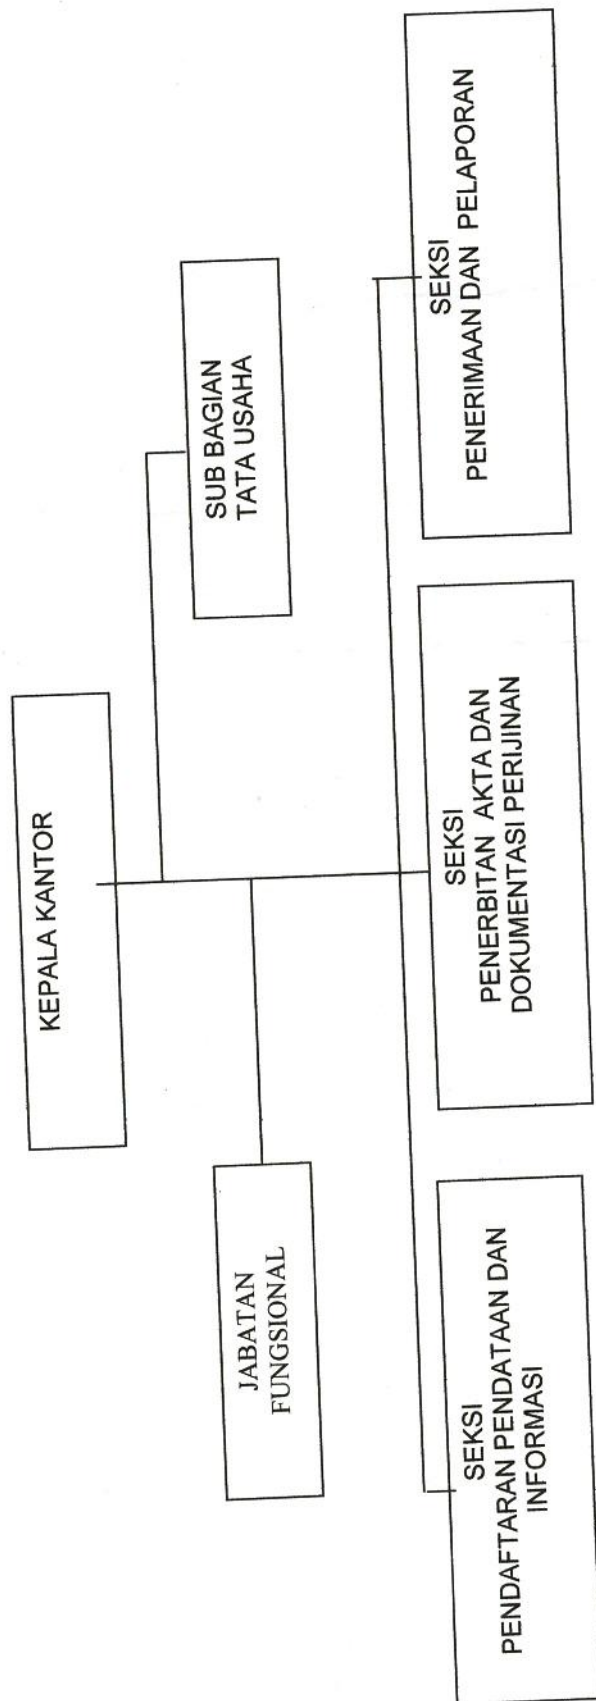 KEPALA KANTOR
SUB BAGIAN
TATA USAHA
JABATAN
FUNGSIONAL
SEKSI
PENDAFTARAN PENDATAAN DAN
INFORMASI
SEKSI
PENERBITAN AKTA DAN
DOKUMENTASI PERIJINAN
SEKSI
PENERIMAAN DAN PELAPORAN